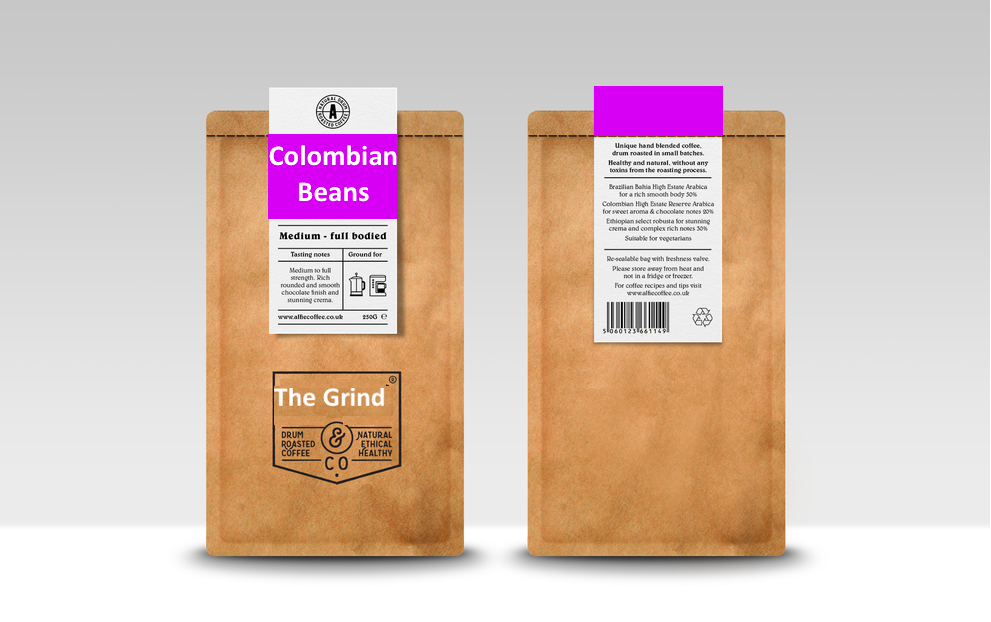 NATURAL DRUM
ROASTED COFFEE
A
Colombian
Beans
Medium - full bodied
Tasting notes
Ground for
Medium to full
strength. Rich
rounded and smooth
chocolate finish and
stunning crema.
www.alfiecoffee.co.uk
250G ℮
®
The Grind
DRUM
ROASTED
COFFEE
&
NATURAL
ETHICAL
HEALTHY
CO
Unique hand blended coffee,
drum roasted in small batches.
Healthy and natural, without any
toxins from the roasting process.
Brazilian Bahia High Estate Arabica
for a rich smooth body 50%
Colombian High Estate Reserve Arabica
for sweet aroma & chocolate notes 20%
Ethiopian select robusta for stunning
crema and complex rich notes 30%
Suitable for vegetarians
Re-sealable bag with freshness valve.
Please store away from heat and
not in a fridge or freezer.
For coffee recipes and tips visit
www.alfiecoffee.co.uk
5 060123 661149